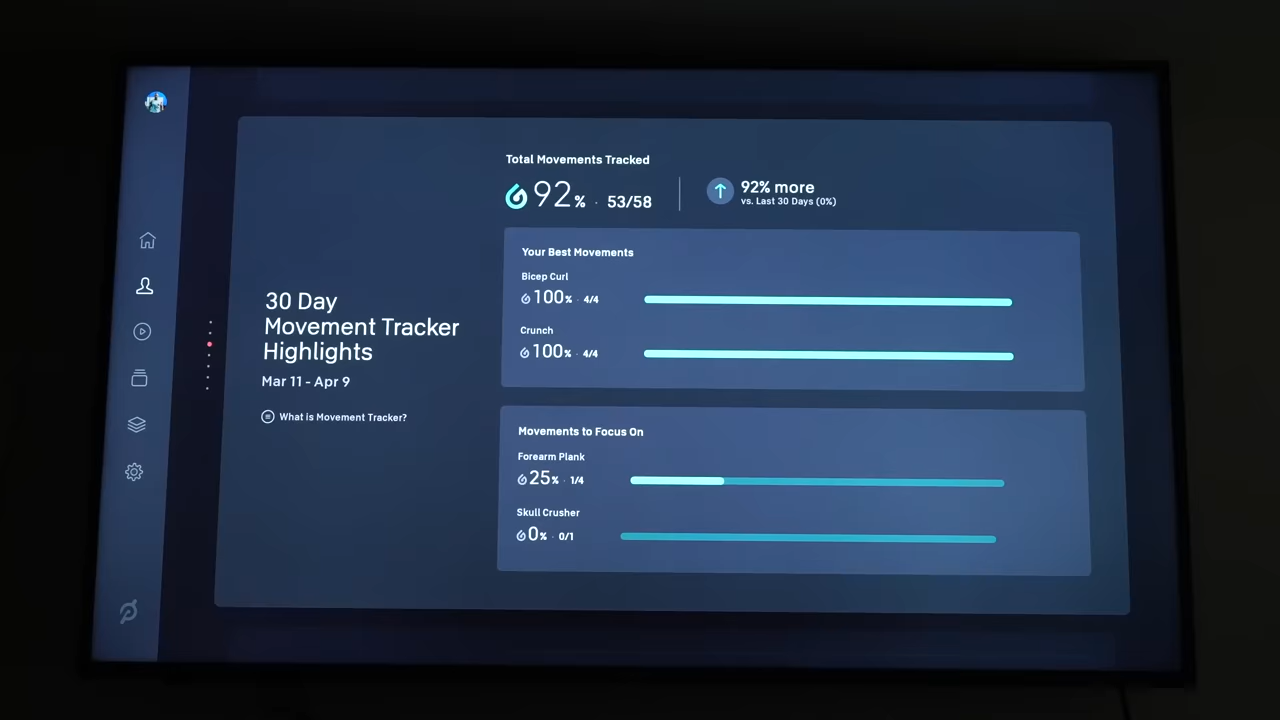 Total Movements Tracked
92% · 53/58
92% more
vs. Last 30 Days (0%)
Your Best Movements
Bicep Curl
100% · 4/4
Crunch
100% · 4/4
30 Day
Movement Tracker
Highlights
Mar 11 - Apr 9
What is Movement Tracker?
Movements to Focus On
Forearm Plank
25% · 1/4
Skull Crusher
0% · 0/1